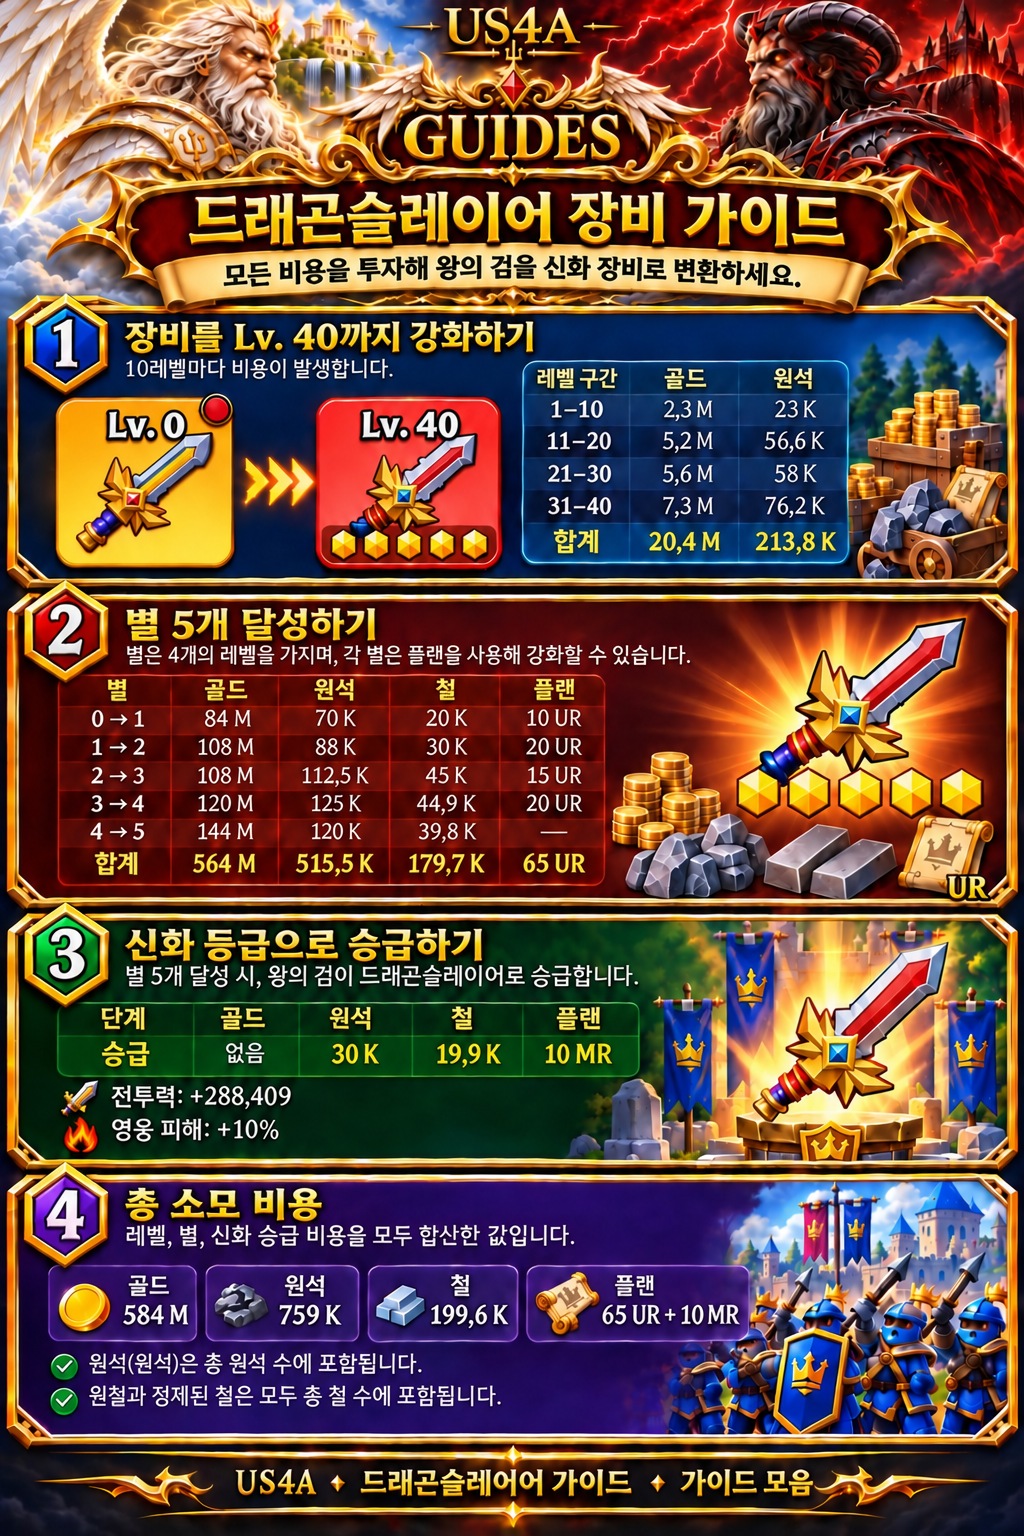 US4A
GUIDES
드래곤슬레이어 장비 가이드
모든 비용을 투자해 왕의 검을 신화 장비로 변환하세요.
1
장비를 Lv. 40까지 강화하기
10레벨마다 비용이 발생합니다.
Lv. 0
Lv. 40
레벨 구간 골드 원석
1–10 2,3 M 23 K
11–20 5,2 M 56,6 K
21–30 5,6 M 58 K
31–40 7,3 M 76,2 K
합계 20,4 M 213,8 K
2
별 5개 달성하기
별은 4개의 레벨을 가지며, 각 별은 플랜을 사용해 강화할 수 있습니다.
별 골드 원석 철 플랜
0 → 1 84 M 70 K 20 K 10 UR
1 → 2 108 M 88 K 30 K 20 UR
2 → 3 108 M 112,5 K 45 K 15 UR
3 → 4 120 M 125 K 44,9 K 20 UR
4 → 5 144 M 120 K 39,8 K —
합계 564 M 515,5 K 179,7 K 65 UR
UR
3
신화 등급으로 승급하기
별 5개 달성 시, 왕의 검이 드래곤슬레이어로 승급합니다.
단계 골드 원석 철 플랜
승급 없음 30 K 19,9 K 10 MR
전투력: +288,409
영웅 피해: +10%
4
총 소모 비용
레벨, 별, 신화 승급 비용을 모두 합산한 값입니다.
골드 584 M
원석 759 K
철 199,6 K
플랜 65 UR + 10 MR
원석(원석)은 총 원석 수에 포함됩니다.
원철과 정제된 철은 모두 총 철 수에 포함됩니다.
US4A ✦ 드래곤슬레어어 가이드 ✦ 가이드 모음